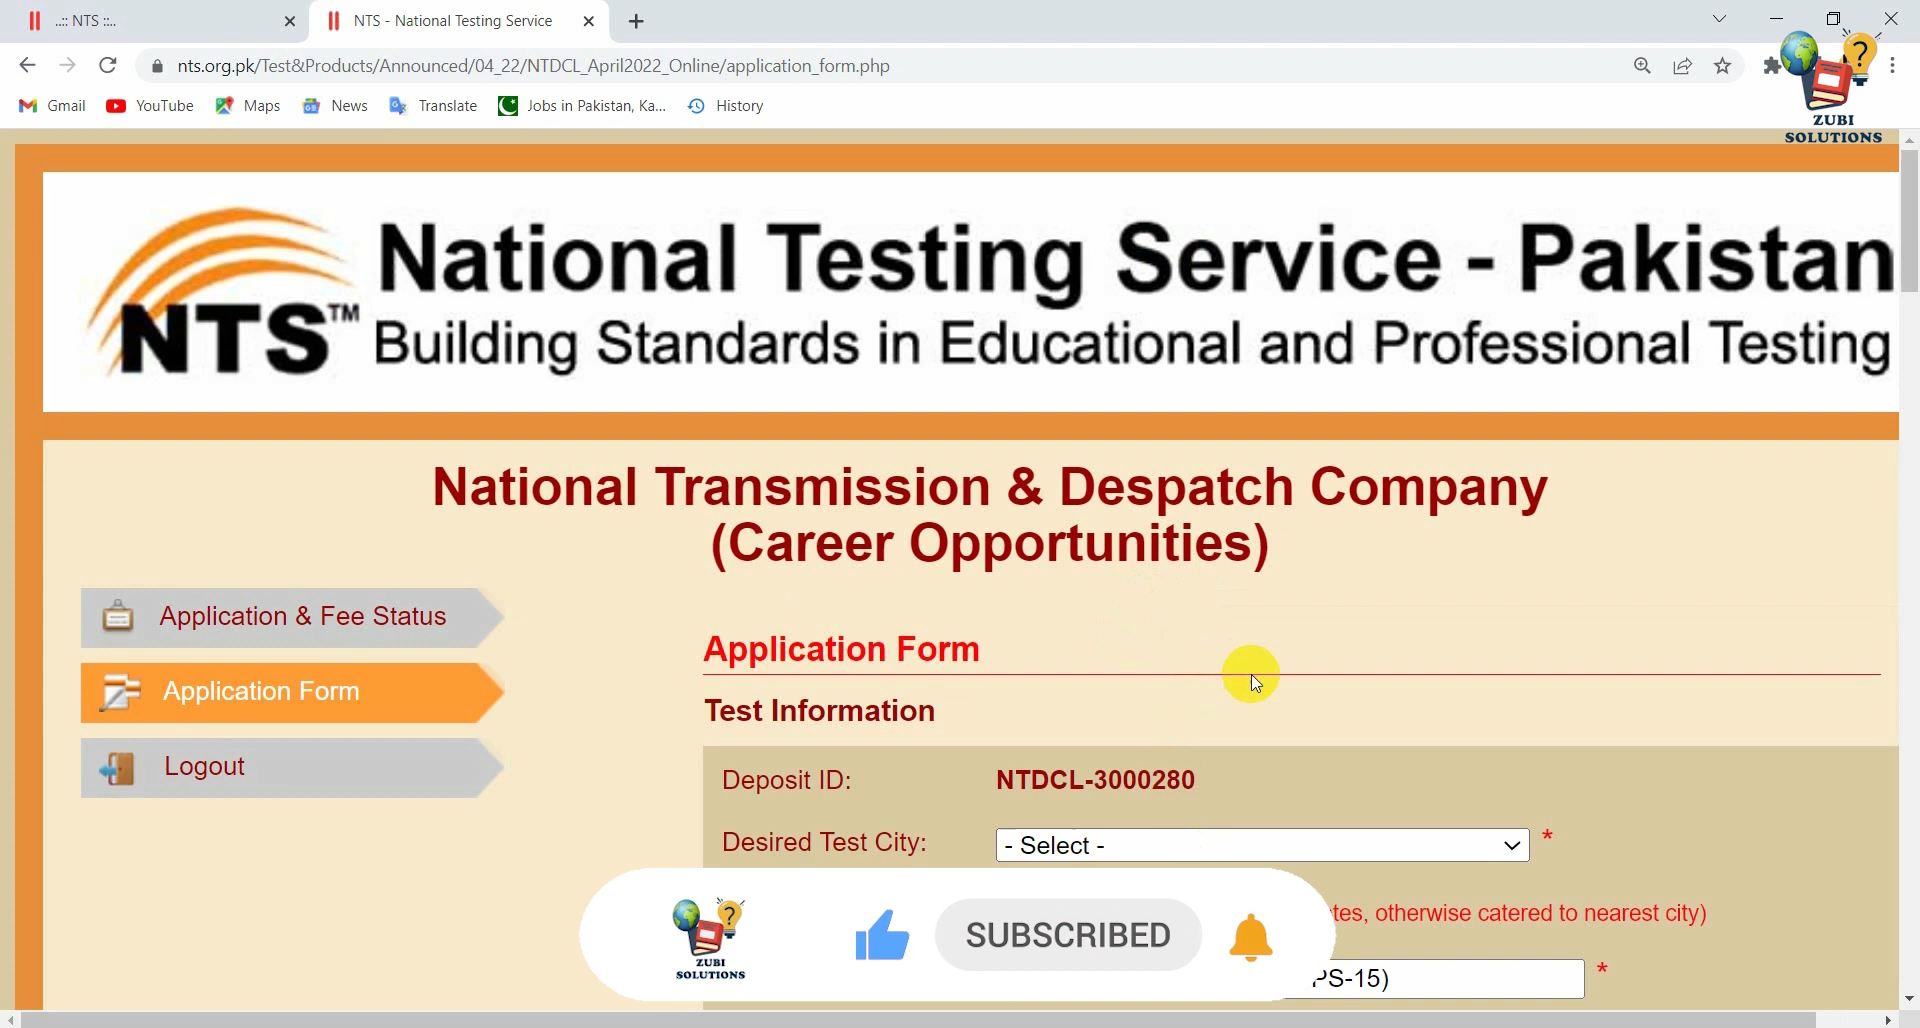 ..:: NTS ::..
NTS - National Testing Service
nts.org.pk/Test&Products/Announced/04_22/NTDCL_April2022_Online/application_form.php
Gmail
YouTube
Maps
News
Translate
Jobs in Pakistan, Ka...
History
ZUBI
SOLUTIONS
NTS™
National Testing Service - Pakistan
Building Standards in Educational and Professional Testing
National Transmission & Despatch Company
(Career Opportunities)
Application & Fee Status
Application Form
Logout
Application Form
Test Information
Deposit ID: NTDCL-3000280
Desired Test City: - Select - *
otherwise catered to nearest city)
PS-15) *
ZUBI
SOLUTIONS
SUBSCRIBED